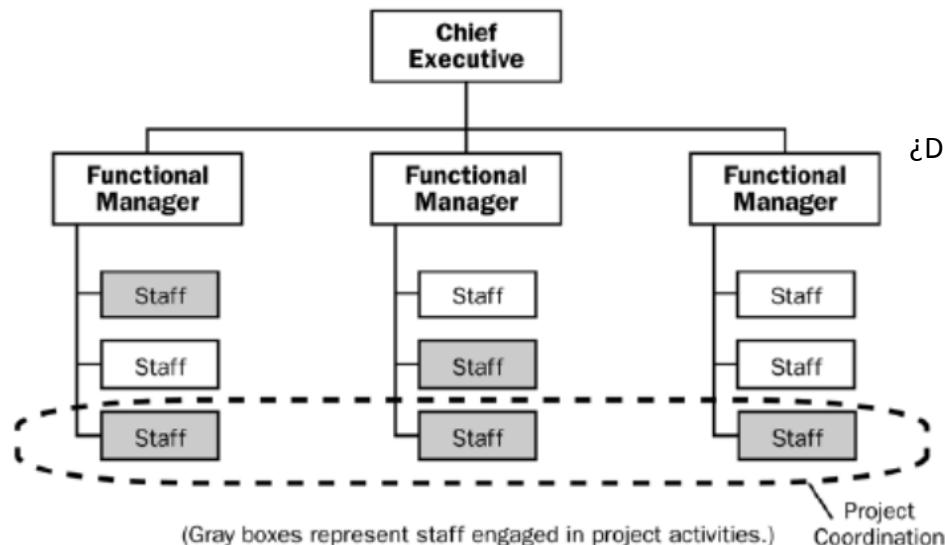 Chief
Executive
¿D
Functional
Manager
Functional
Manager
Functional
Manager
Staff
Staff
Staff
Staff
Staff
Staff
Staff
Staff
Staff
Project
Coordination
(Gray boxes represent staff engaged in project activities.)